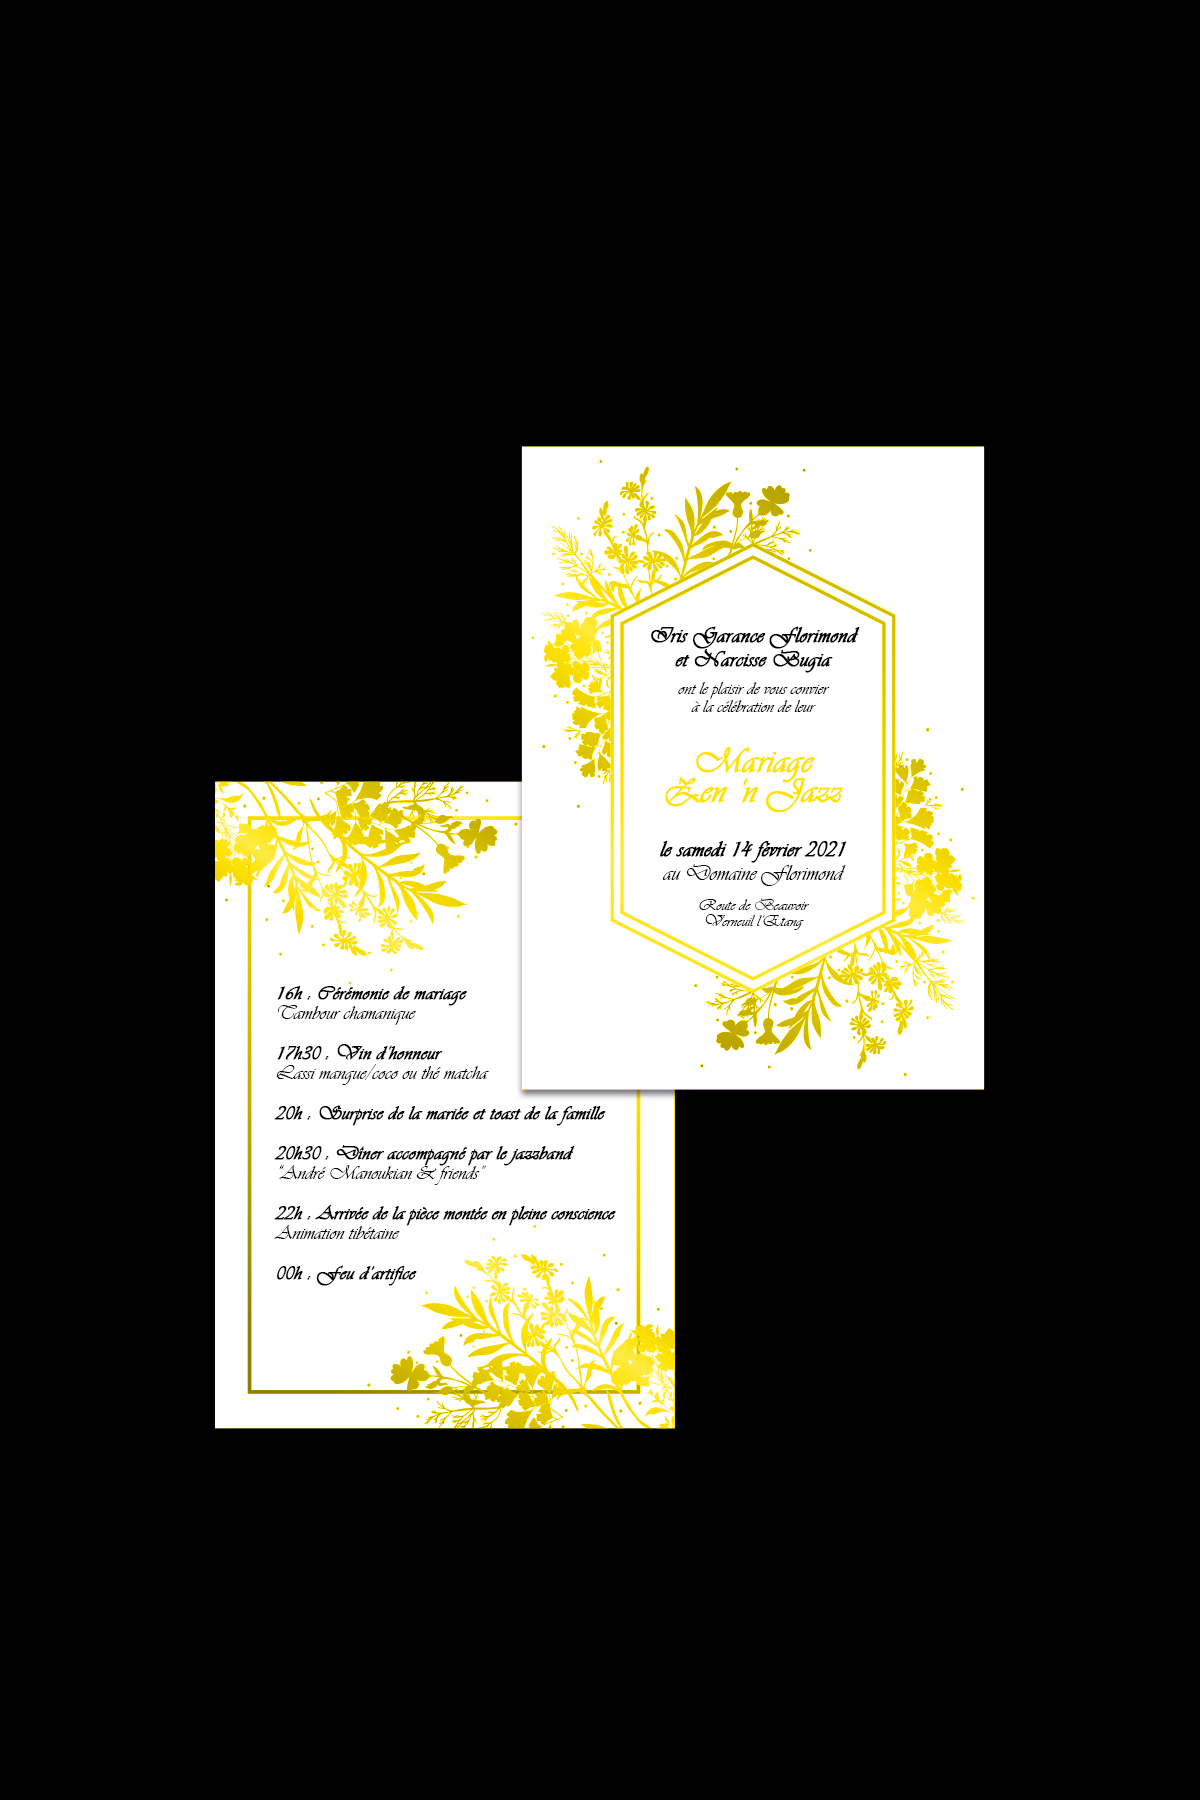 Iris Garance Florimond
et Narcisse Bugia
ont le plaisir de vous convier
à la célébration de leur
Mariage
Zen 'n Jazz
le samedi 14 février 2021
au Domaine Florimond
Route de Beauvoir
Verneuil l'Etang
16h : Cérémonie de mariage
Tambour chamanique
17h30 : Vin d'honneur
Lassi mangue/coco ou thé matcha
20h : Surprise de la mariée et toast de la famille
20h30 : Dîner accompagné par le jazzband
"André Manoukian & friends"
22h : Arrivée de la pièce montée en pleine conscience
Animation tibétaine
00h : Feu d'artifice